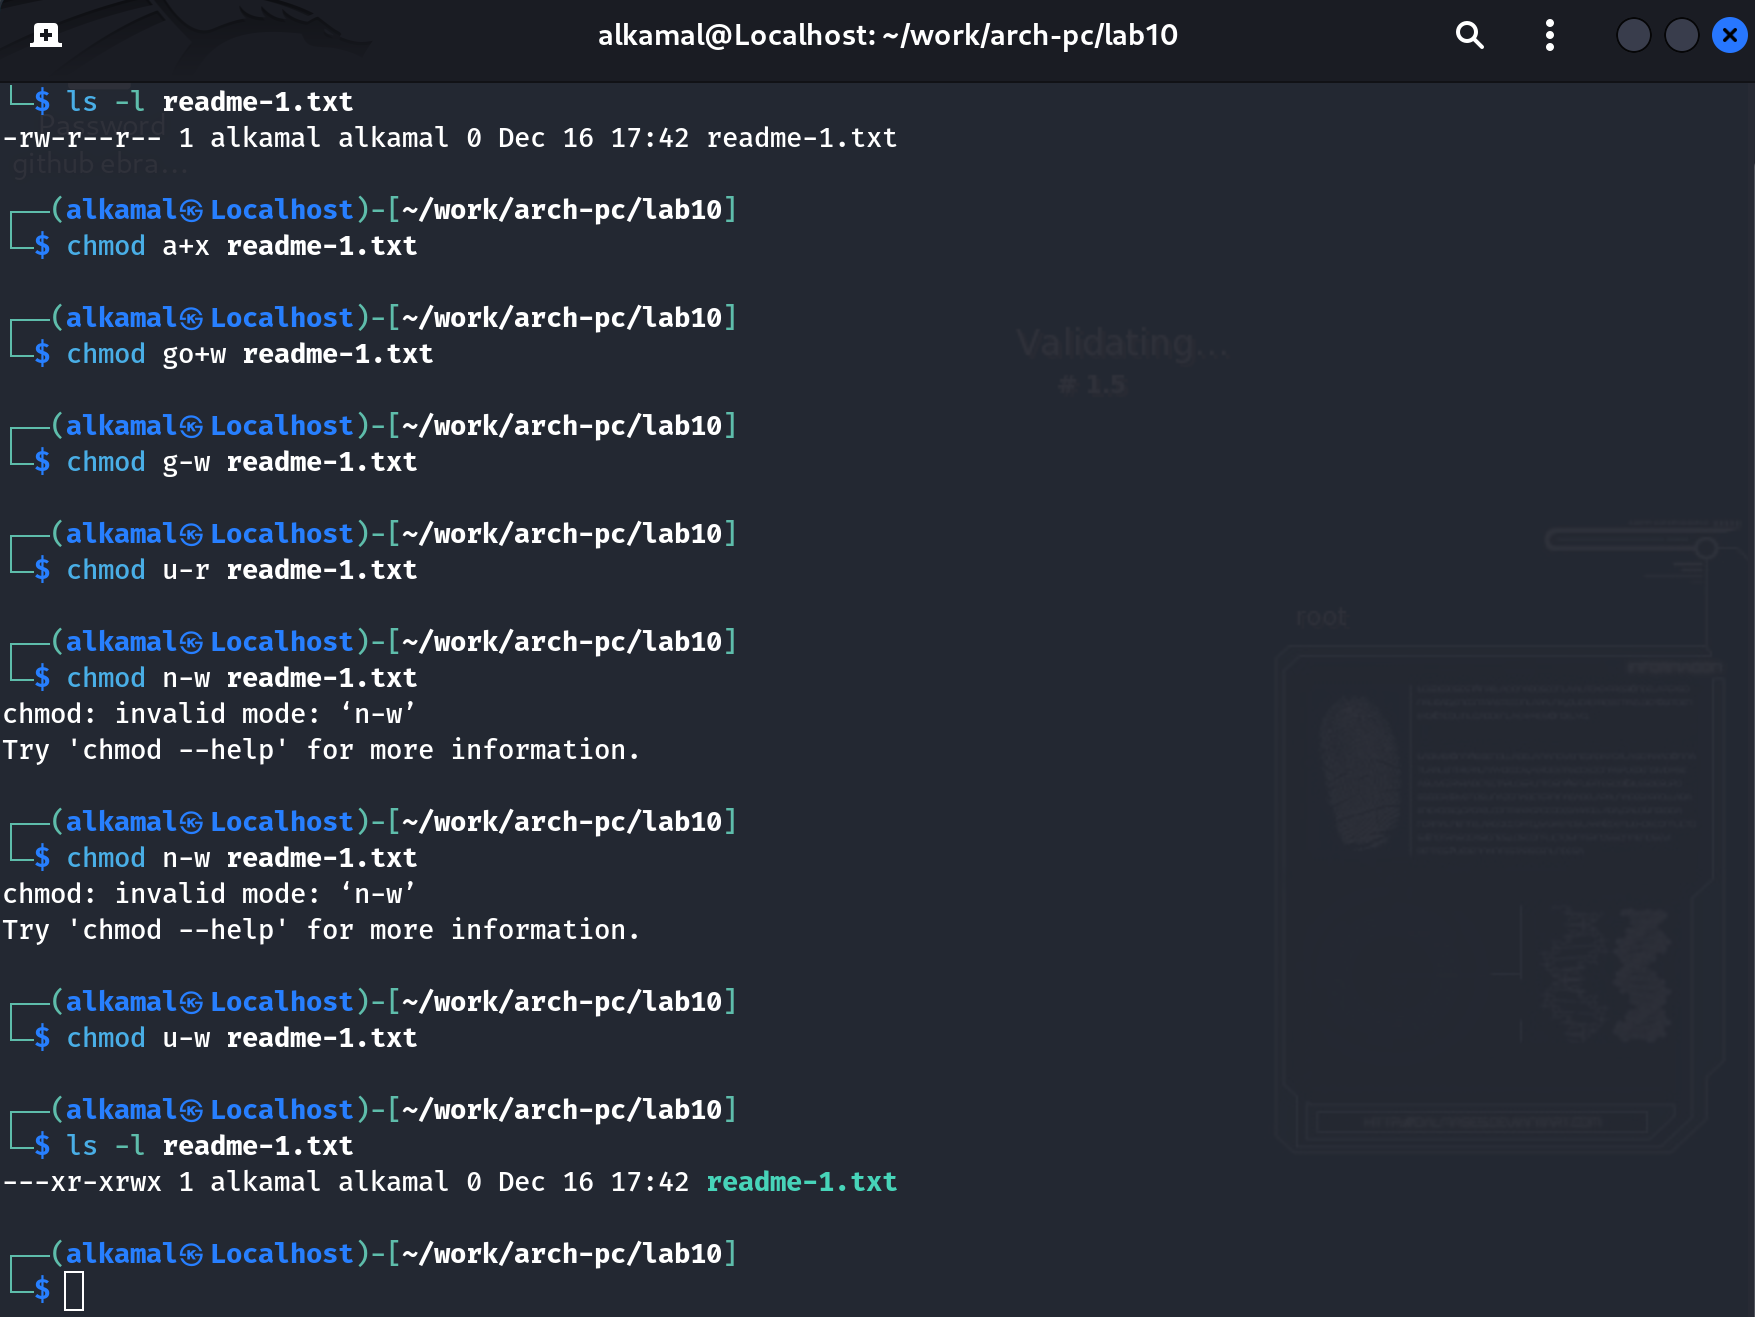 alkamal@Localhost: ~/work/arch-pc/lab10
└─$ ls -l readme-1.txt
Password
-rw-r--r-- 1 alkamal alkamal 0 Dec 16 17:42 readme-1.txt
github ebra...
┌──(alkamal㉿Localhost)-[~/work/arch-pc/lab10]
└─$ chmod a+x readme-1.txt
┌──(alkamal㉿Localhost)-[~/work/arch-pc/lab10]
Validating...
└─$ chmod go+w readme-1.txt
# 1.5
┌──(alkamal㉿Localhost)-[~/work/arch-pc/lab10]
└─$ chmod g-w readme-1.txt
┌──(alkamal㉿Localhost)-[~/work/arch-pc/lab10]
└─$ chmod u-r readme-1.txt
root
┌──(alkamal㉿Localhost)-[~/work/arch-pc/lab10]
└─$ chmod n-w readme-1.txt
chmod: invalid mode: ‘n-w’
Try 'chmod --help' for more information.
┌──(alkamal㉿Localhost)-[~/work/arch-pc/lab10]
└─$ chmod n-w readme-1.txt
chmod: invalid mode: ‘n-w’
Try 'chmod --help' for more information.
┌──(alkamal㉿Localhost)-[~/work/arch-pc/lab10]
└─$ chmod u-w readme-1.txt
┌──(alkamal㉿Localhost)-[~/work/arch-pc/lab10]
└─$ ls -l readme-1.txt
---xr-xrwx 1 alkamal alkamal 0 Dec 16 17:42 readme-1.txt
┌──(alkamal㉿Localhost)-[~/work/arch-pc/lab10]
└─$